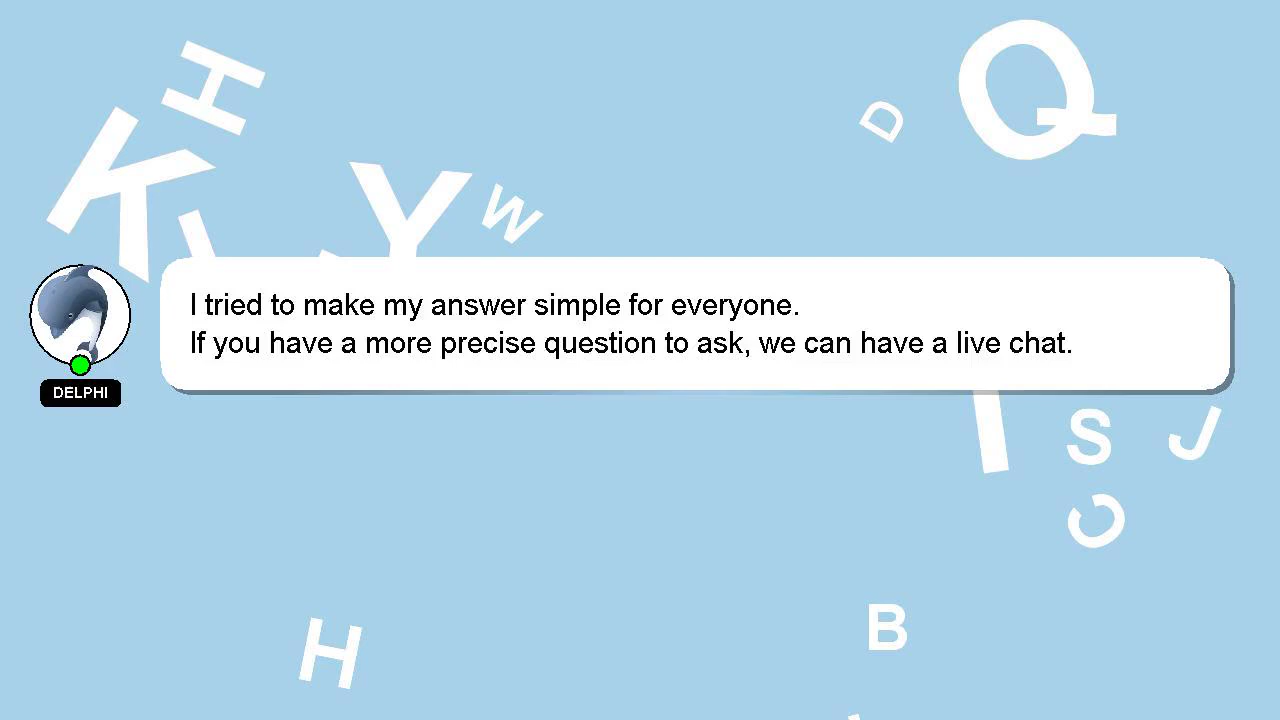 H
Q
D
K
Y
W
I tried to make my answer simple for everyone.
If you have a more precise question to ask, we can have a live chat.
DELPHI
S
J
C
B
H